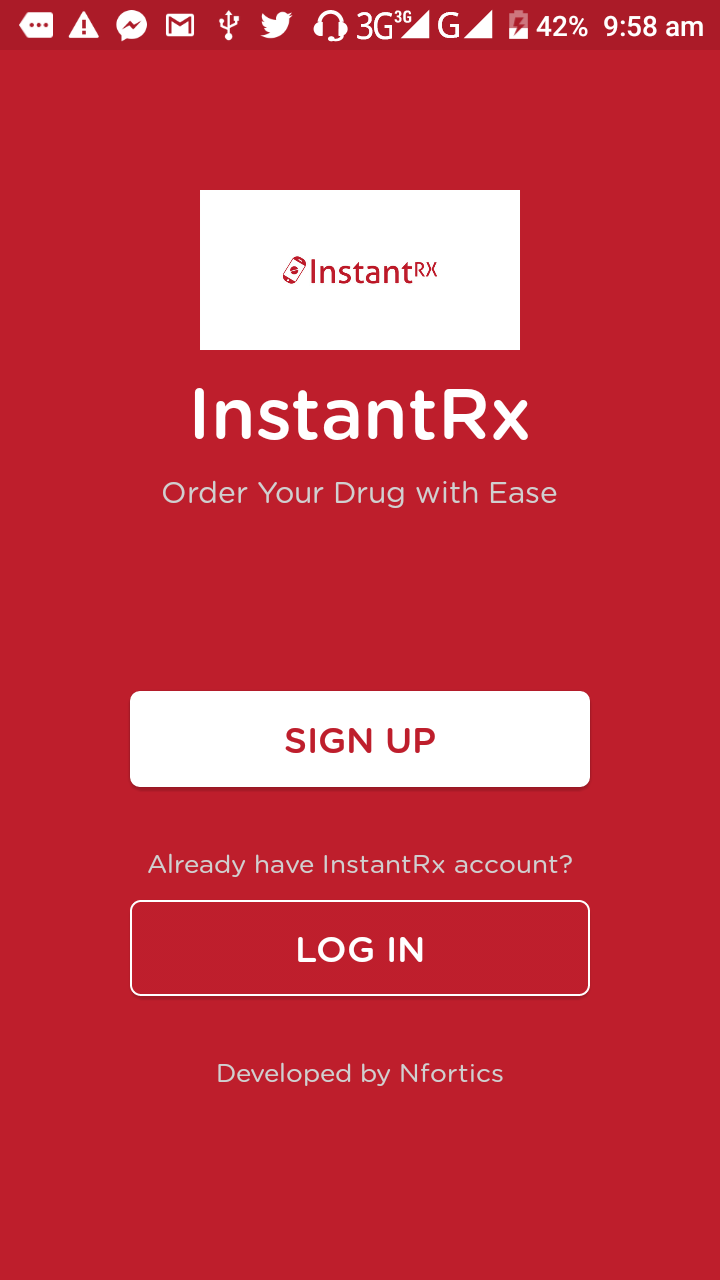 3G 3G G 42% 9:58 am
InstantRX
InstantRx
Order Your Drug with Ease
SIGN UP
Already have InstantRx account?
LOG IN
Developed by Nfortics